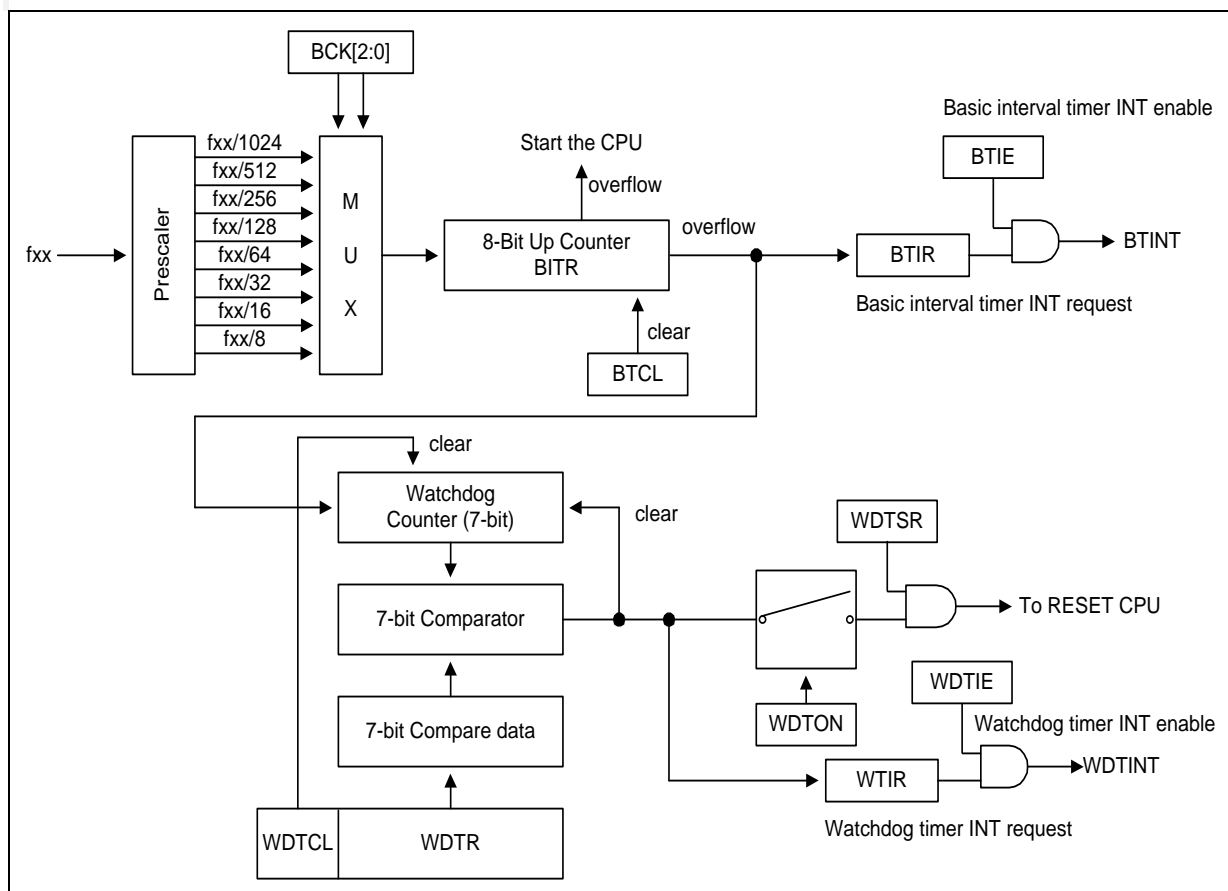 BCK[2:0]
Basic interval timer INT enable
fxx/1024
fxx/512
fxx/256
fxx/128
fxx/64
fxx/32
fxx/16
fxx/8
fxx
Prescaler
M
U
X
Start the CPU
overflow
8-Bit Up Counter
BITR
overflow
clear
BTCL
BTIE
BTIR
BTINT
Basic interval timer INT request
clear
Watchdog
Counter (7-bit)
clear
WDTSR
7-bit Comparator
To RESET CPU
WDTON
WDTIE
7-bit Compare data
Watchdog timer INT enable
WTIR
WDTINT
Watchdog timer INT request
WDTCL
WDTR